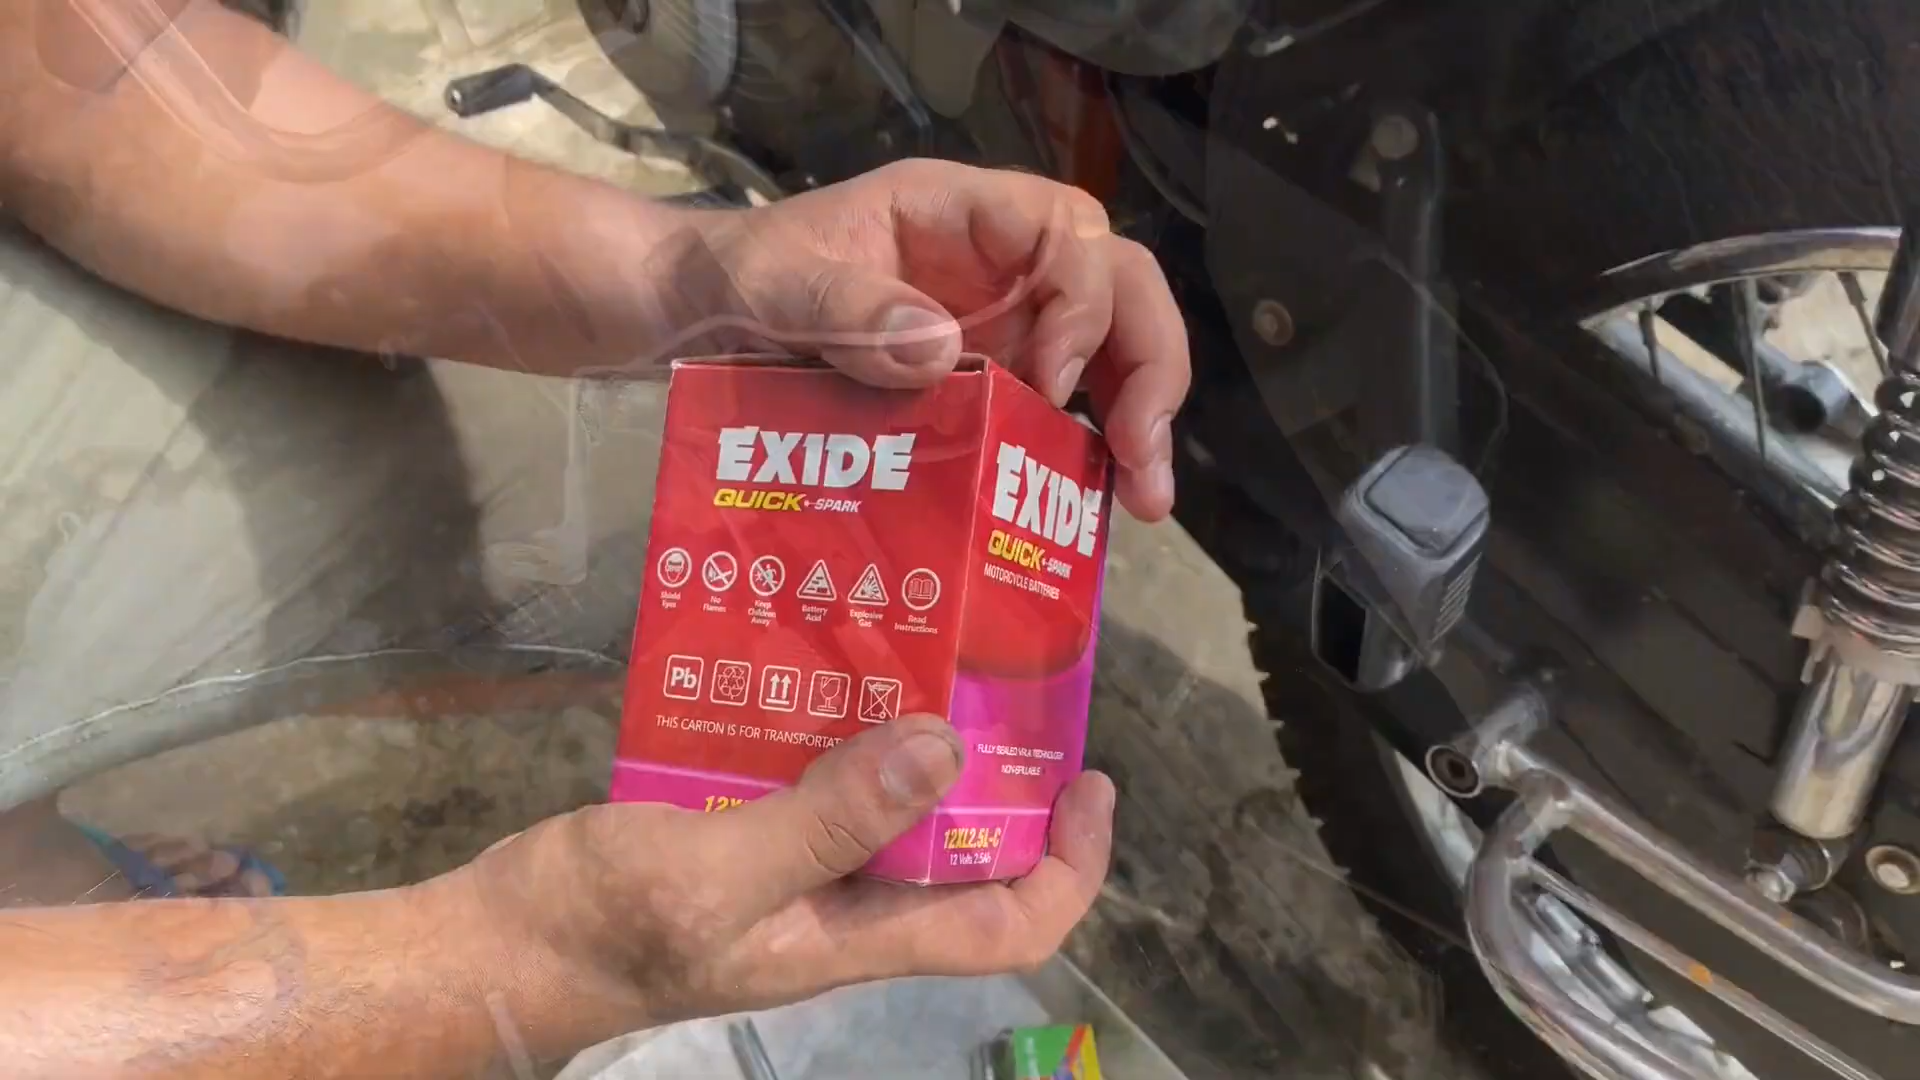 EXIDE
QUICK SPARK
Shield Eyes
No Flames
Keep Children Away
Battery Acid
Explosive Gas
Read Instructions
Pb
THIS CARTON IS FOR TRANSPORTAT
EXIDE
QUICK SPARK
MOTORCYCLE BATTERIES
FULLY SEALED VRLA TECHNOLOGY
NON-SPILLABLE
12XL2.5L-C
12 Volts 2.5Ah